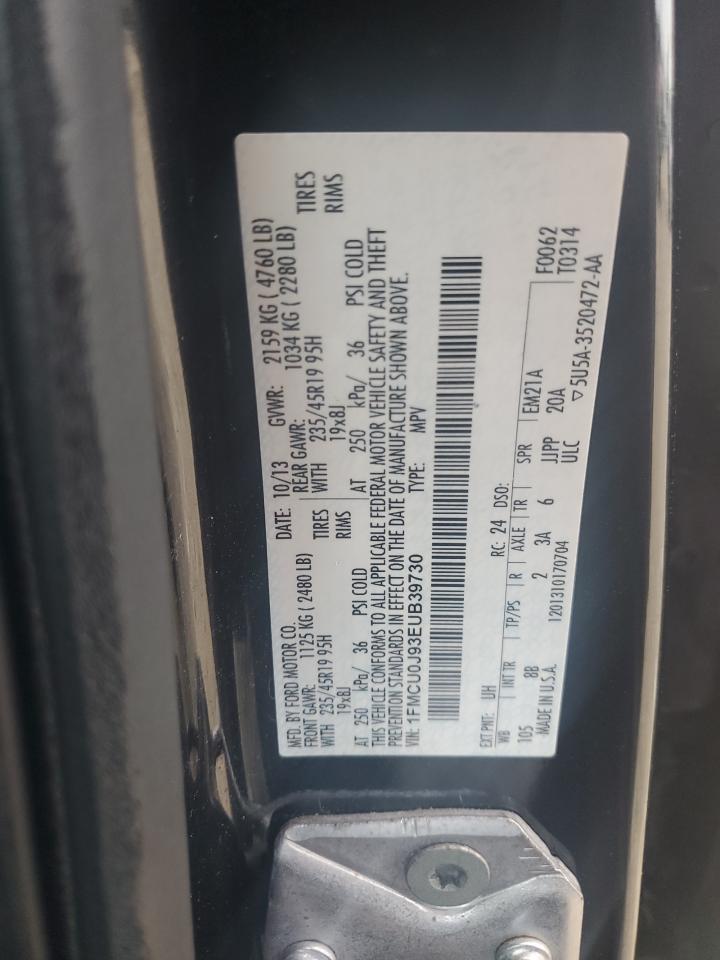 MFD. BY FORD MOTOR CO. DATE: 10/13 GVWR: 2159 KG ( 4760 LB)
FRONT GAWR: 1125 KG ( 2480 LB) REAR GAWR: 1034 KG ( 2280 LB)
WITH 235/45R19 95H TIRES WITH 235/45R19 95H TIRES
19x8J RIMS 19x8J RIMS
AT 250 kPa/ 36 PSI COLD AT 250 kPa/ 36 PSI COLD
THIS VEHICLE CONFORMS TO ALL APPLICABLE FEDERAL MOTOR VEHICLE SAFETY AND THEFT
PREVENTION STANDARDS IN EFFECT ON THE DATE OF MANUFACTURE SHOWN ABOVE.
VIN: 1FMCU0J93EUB39730 TYPE: MPV
EXT PNT: UH RC: 24 DSO: F0062
WB INT TR TP/PS R AXLE TR SPR EM21A T0314
105 8B 2 3A 6 JJPP 20A
MADE IN U.S.A. 1201310170704 ULC ▽5U5A-3520472-AA